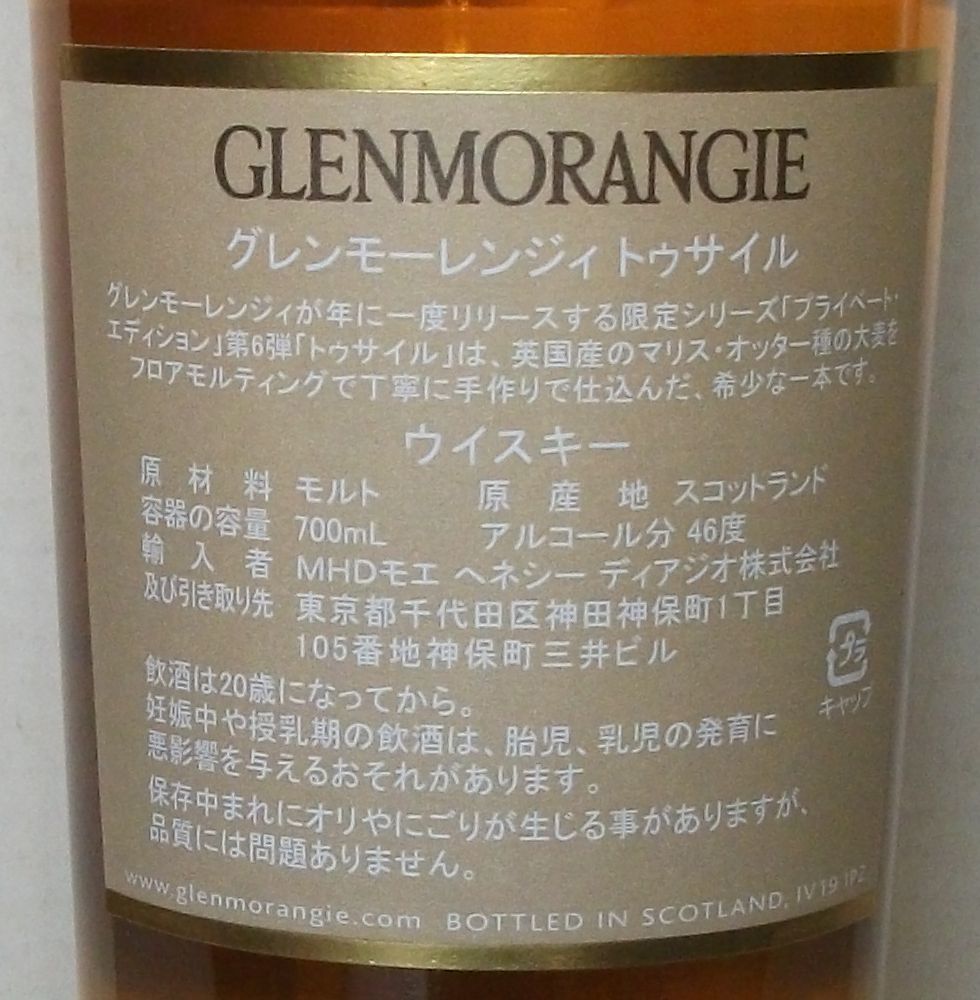 GLENMORANGIE
グレンモーレンジィ トゥサイル
グレンモーレンジィが年に一度リリースする限定シリーズ「プライベート・
エディション」第6弾「トゥサイル」は、英国産のマリス・オッター種の大麦を
フロアモルティングで丁寧に手作りで仕込んだ、希少な一本です。
ウイスキー
原材料 モルト 原産地 スコットランド
容器の容量 700mL アルコール分 46度
輸入者 MHDモエ ヘネシー ディアジオ株式会社
及び引き取り先 東京都千代田区神田神保町1丁目
105番地神保町三井ビル
プラ
キャップ
飲酒は20歳になってから。
妊娠中や授乳期の飲酒は、胎児、乳児の発育に
悪影響を与えるおそれがあります。
保存中まれにオリやにごりが生じる事がありますが、
品質には問題ありません。
www.glenmorangie.com BOTTLED IN SCOTLAND, IV19 1PZ